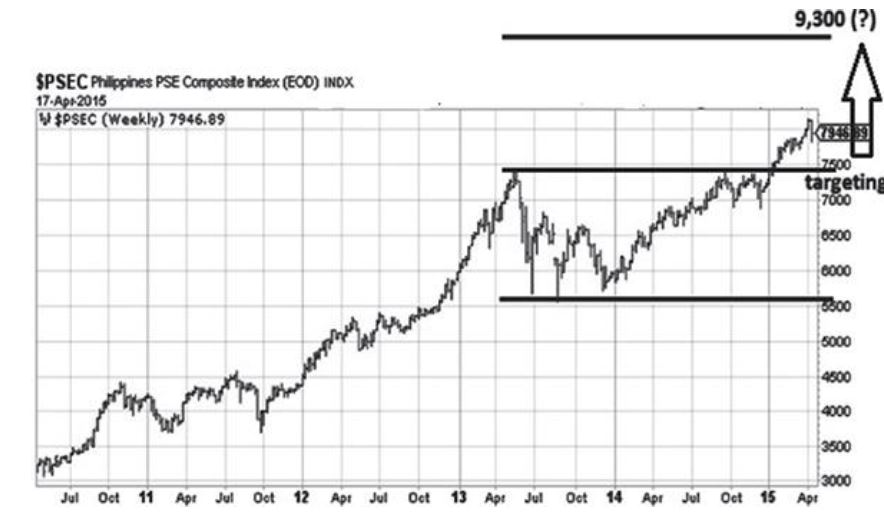 9,300 (?)
$PSEC Philippines PSE Composite Index (EOD) INDX
17-Apr-2015
$PSEC (Weekly) 7946.89
7946.89
7500
targeting
7000
6500
6000
5500
5000
4500
4000
3500
3000
Jul Oct 11 Apr Jul Oct 12 Apr Jul Oct 13 Apr Jul Oct 14 Apr Jul Oct 15 Apr